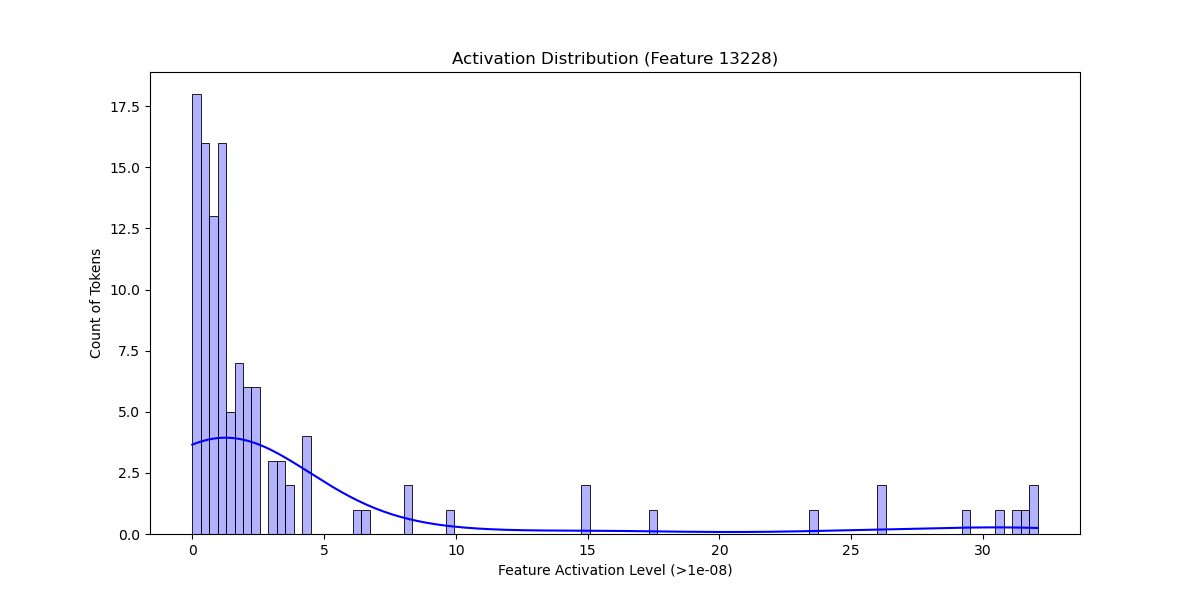 Activation Distribution (Feature 13228)
Count of Tokens
17.5
15.0
12.5
10.0
7.5
5.0
2.5
0.0
0 5 10 15 20 25 30
Feature Activation Level (>1e-08)